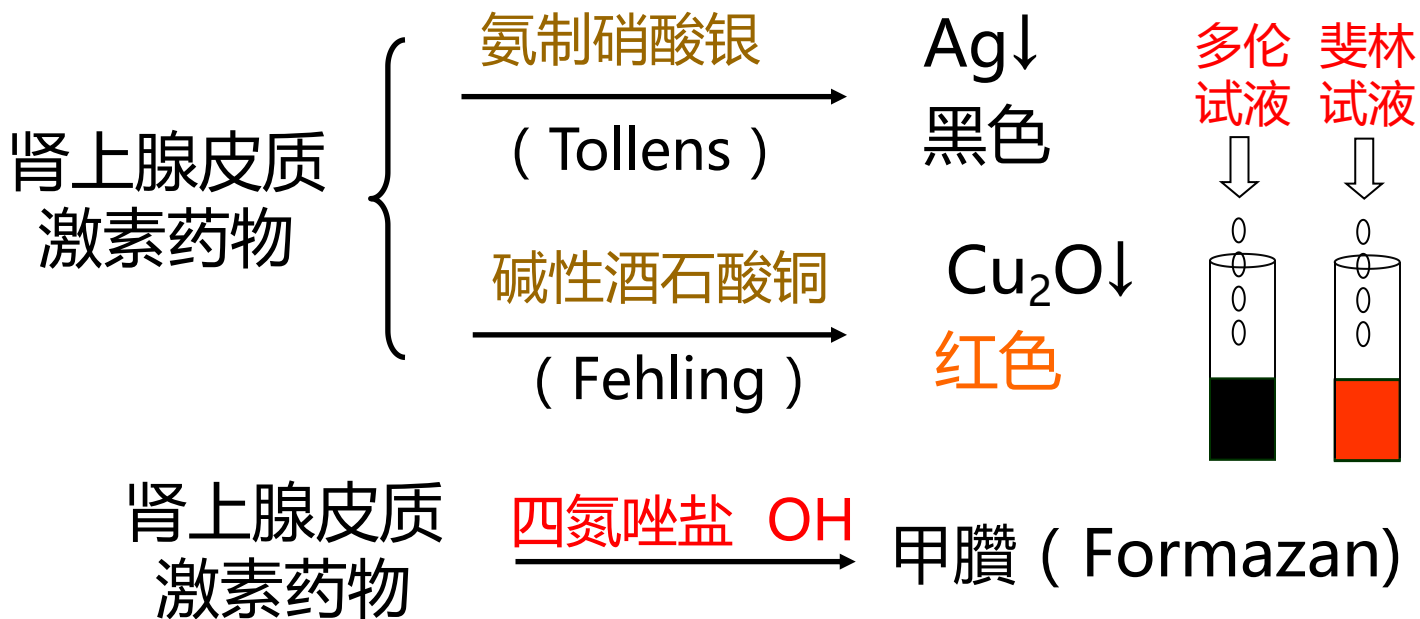 肾上腺皮质
激素药物
氨制硝酸银
（Tollens）
Ag↓
黑色
碱性酒石酸铜
（Fehling）
Cu₂O↓
红色
多伦
试液
斐林
试液
肾上腺皮质
激素药物
四氮唑盐 OH
甲臢（Formazan)